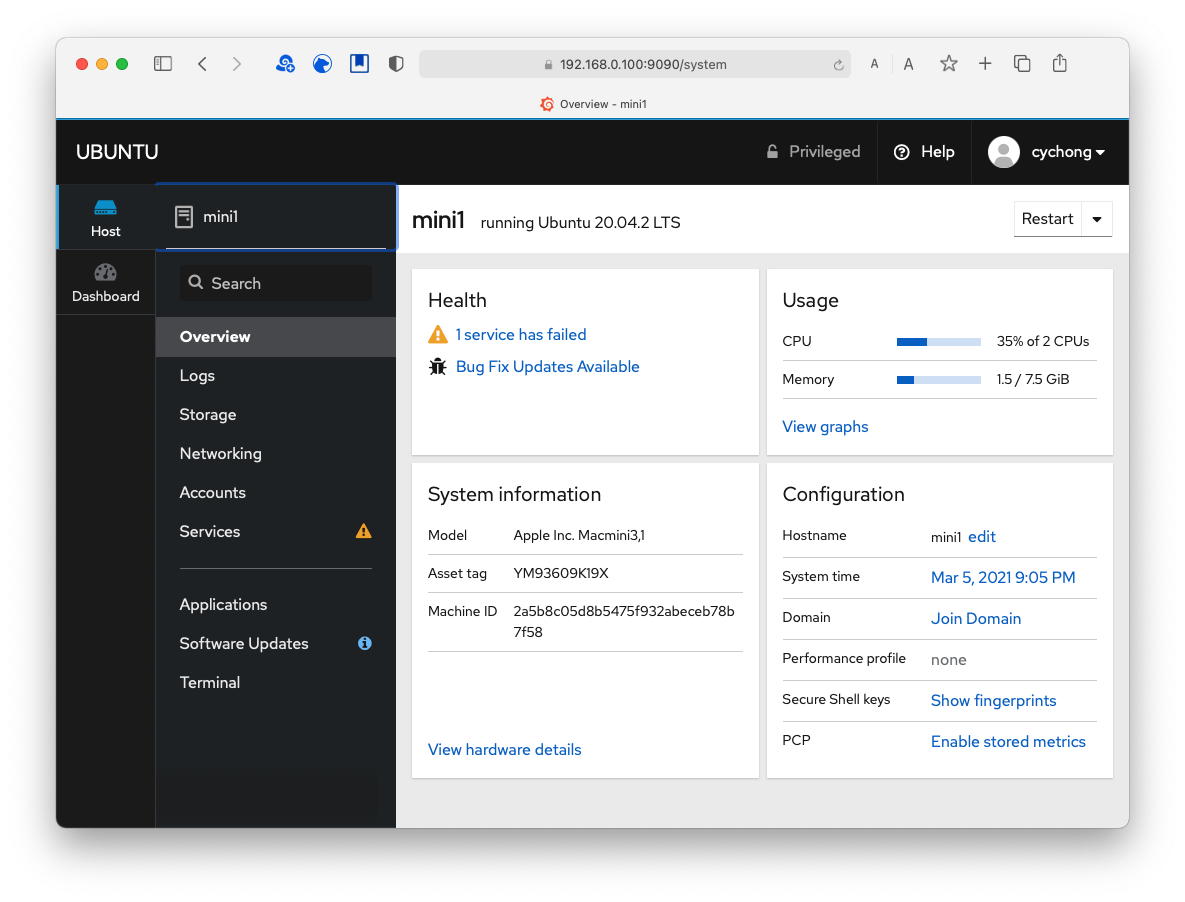 192.168.0.100:9090/system
A A
Overview - mini1
UBUNTU
Privileged
Help
cychong
Host
Dashboard
mini1
Search
Overview
Logs
Storage
Networking
Accounts
Services
Applications
Software Updates
Terminal
mini1 running Ubuntu 20.04.2 LTS
Restart
Health
1 service has failed
Bug Fix Updates Available
Usage
CPU 35% of 2 CPUs
Memory 1.5 / 7.5 GiB
View graphs
System information
Model Apple Inc. Macmini3,1
Asset tag YM93609K19X
Machine ID 2a5b8c05d8b5475f932abeceb78b
7f58
View hardware details
Configuration
Hostname mini1 edit
System time Mar 5, 2021 9:05 PM
Domain Join Domain
Performance profile none
Secure Shell keys Show fingerprints
PCP Enable stored metrics